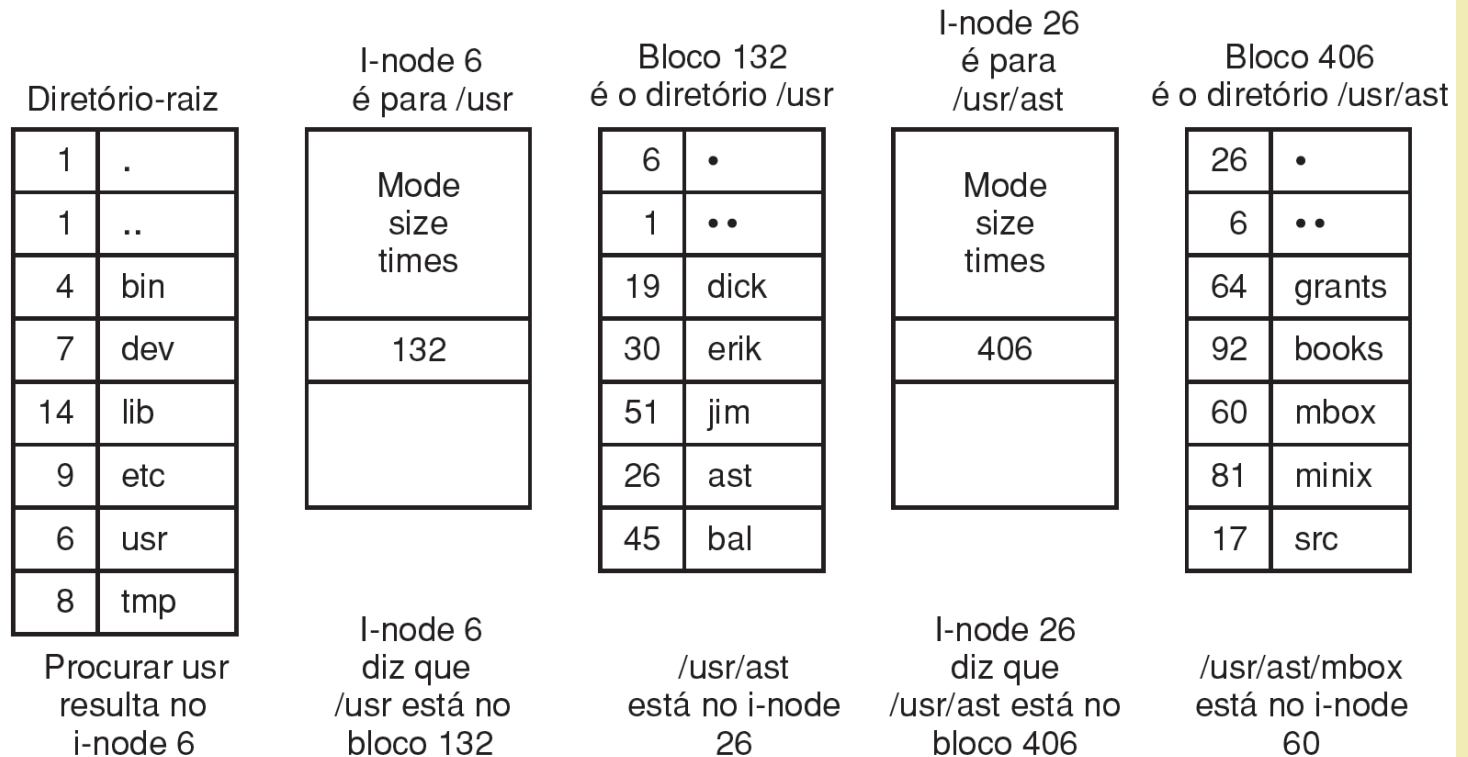 Diretório-raiz
1 .
1 ..
4 bin
7 dev
14 lib
9 etc
6 usr
8 tmp
Procurar usr
resulta no
i-node 6
I-node 6
é para /usr
Mode
size
times
132
I-node 6
diz que
/usr está no
bloco 132
Bloco 132
é o diretório /usr
6 •
1 ••
19 dick
30 erik
51 jim
26 ast
45 bal
/usr/ast
está no i-node
26
I-node 26
é para
/usr/ast
Mode
size
times
406
I-node 26
diz que
/usr/ast está no
bloco 406
Bloco 406
é o diretório /usr/ast
26 •
6 ••
64 grants
92 books
60 mbox
81 minix
17 src
/usr/ast/mbox
está no i-node
60